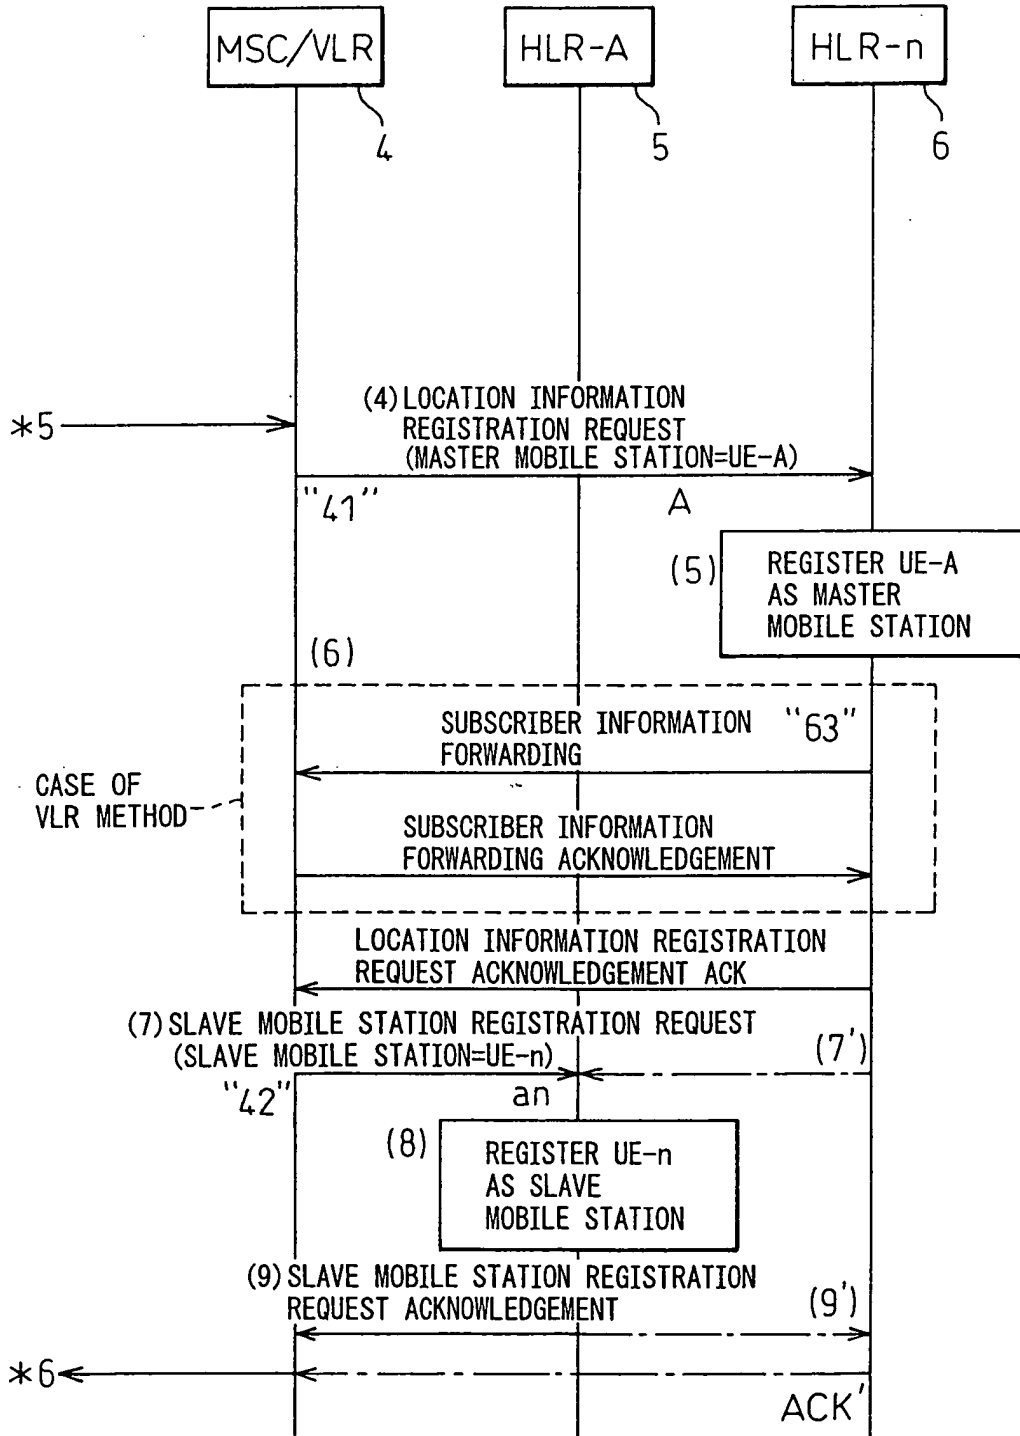 MSC/VLR
HLR-A
HLR-n
4
5
6
*5
(4) LOCATION INFORMATION
REGISTRATION REQUEST
(MASTER MOBILE STATION=UE-A)
"41"
A
(5)
REGISTER UE-A
AS MASTER
MOBILE STATION
(6)
SUBSCRIBER INFORMATION
FORWARDING
"63"
CASE OF
VLR METHOD
SUBSCRIBER INFORMATION
FORWARDING ACKNOWLEDGEMENT
LOCATION INFORMATION REGISTRATION
REQUEST ACKNOWLEDGEMENT ACK
(7) SLAVE MOBILE STATION REGISTRATION REQUEST
(SLAVE MOBILE STATION=UE-n)
(7')
"42"
an
(8)
REGISTER UE-n
AS SLAVE
MOBILE STATION
(9) SLAVE MOBILE STATION REGISTRATION
REQUEST ACKNOWLEDGEMENT
(9')
*6
ACK'